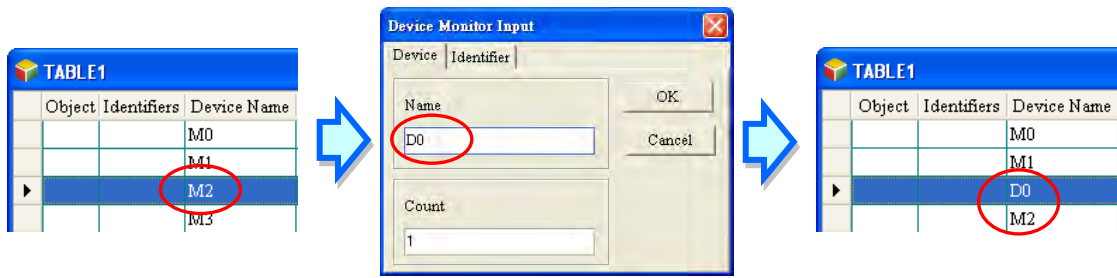 TABLE1
Object Identifiers Device Name
M0
M1
M2
M3
Device Monitor Input
Device Identifier
Name
D0
OK
Cancel
Count
1
TABLE1
Object Identifiers Device Name
M0
M1
D0
M2